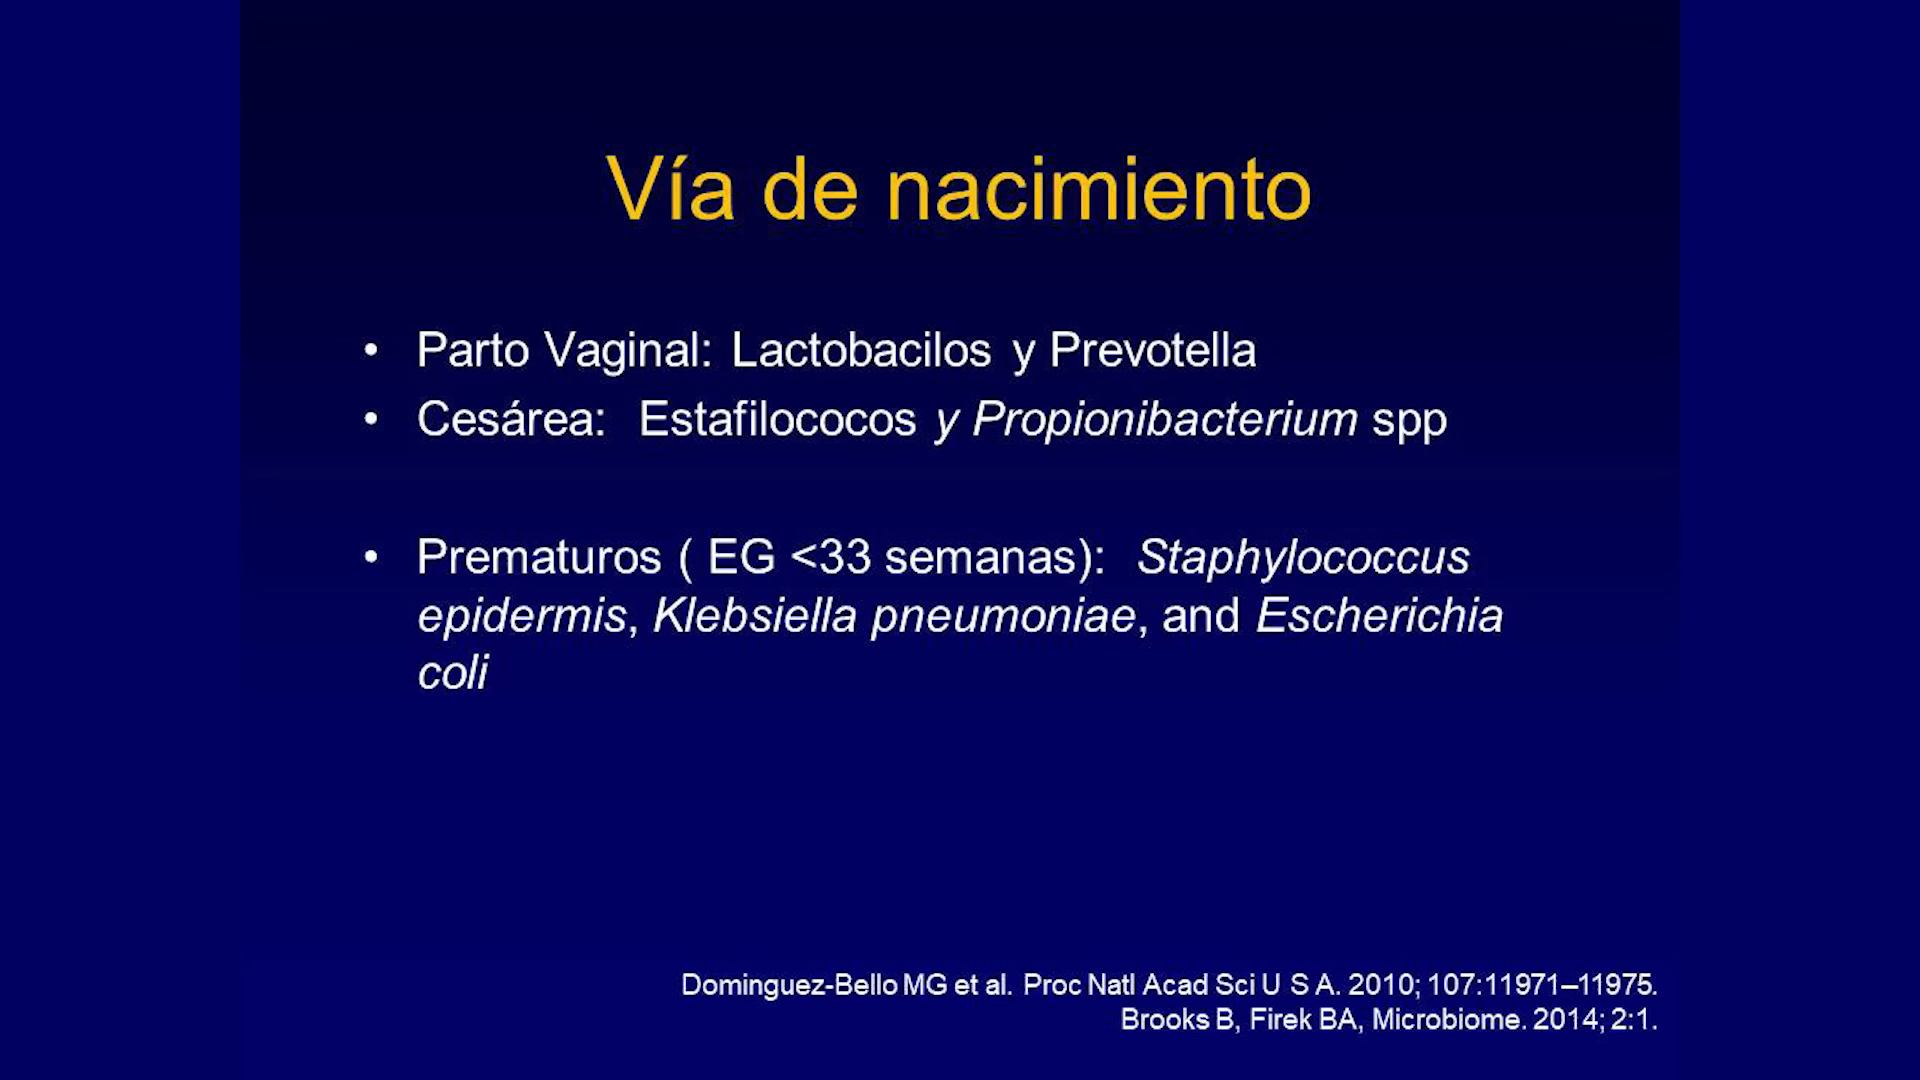 Vía de nacimiento
• Parto Vaginal: Lactobacilos y Prevotella
• Cesárea: Estafilococos y Propionibacterium spp
• Prematuros ( EG <33 semanas): Staphylococcus
epidermis, Klebsiella pneumoniae, and Escherichia
coli
Dominguez-Bello MG et al. Proc Natl Acad Sci U S A. 2010; 107:11971–11975.
Brooks B, Firek BA, Microbiome. 2014; 2:1.